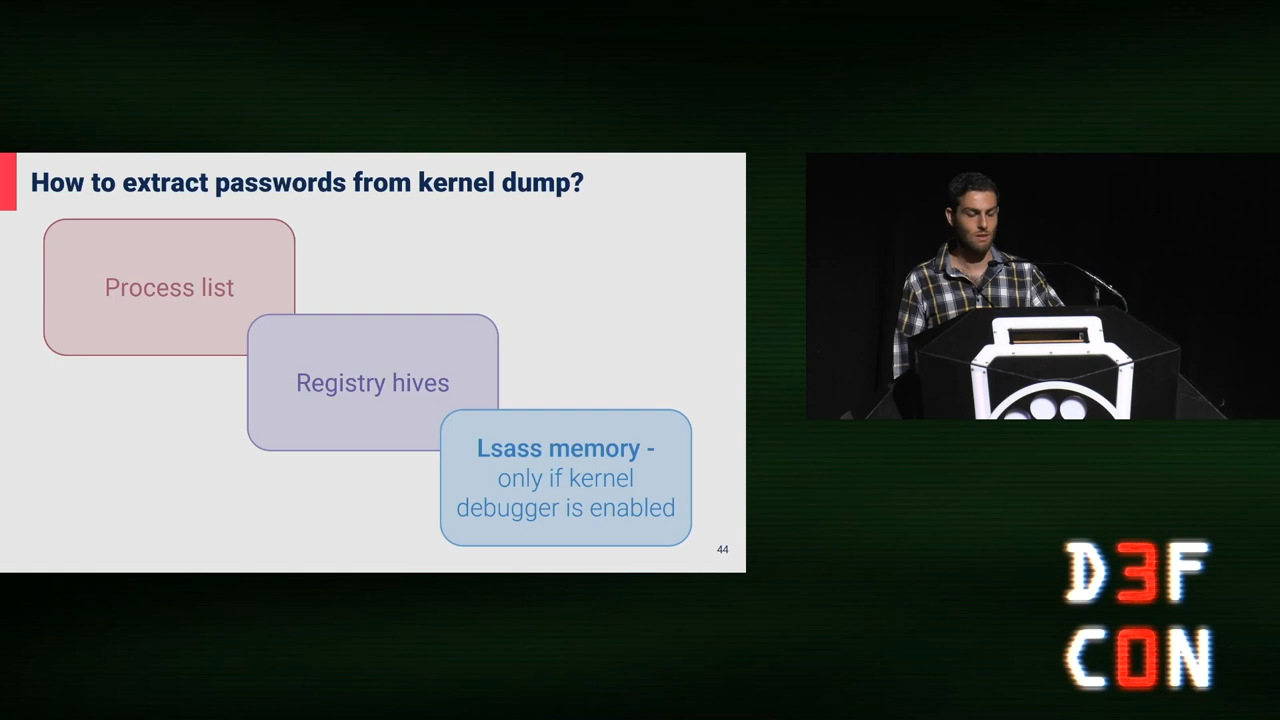 How to extract passwords from kernel dump?
Process list
Registry hives
Lsass memory -
only if kernel
debugger is enabled
44
D3F
C0N